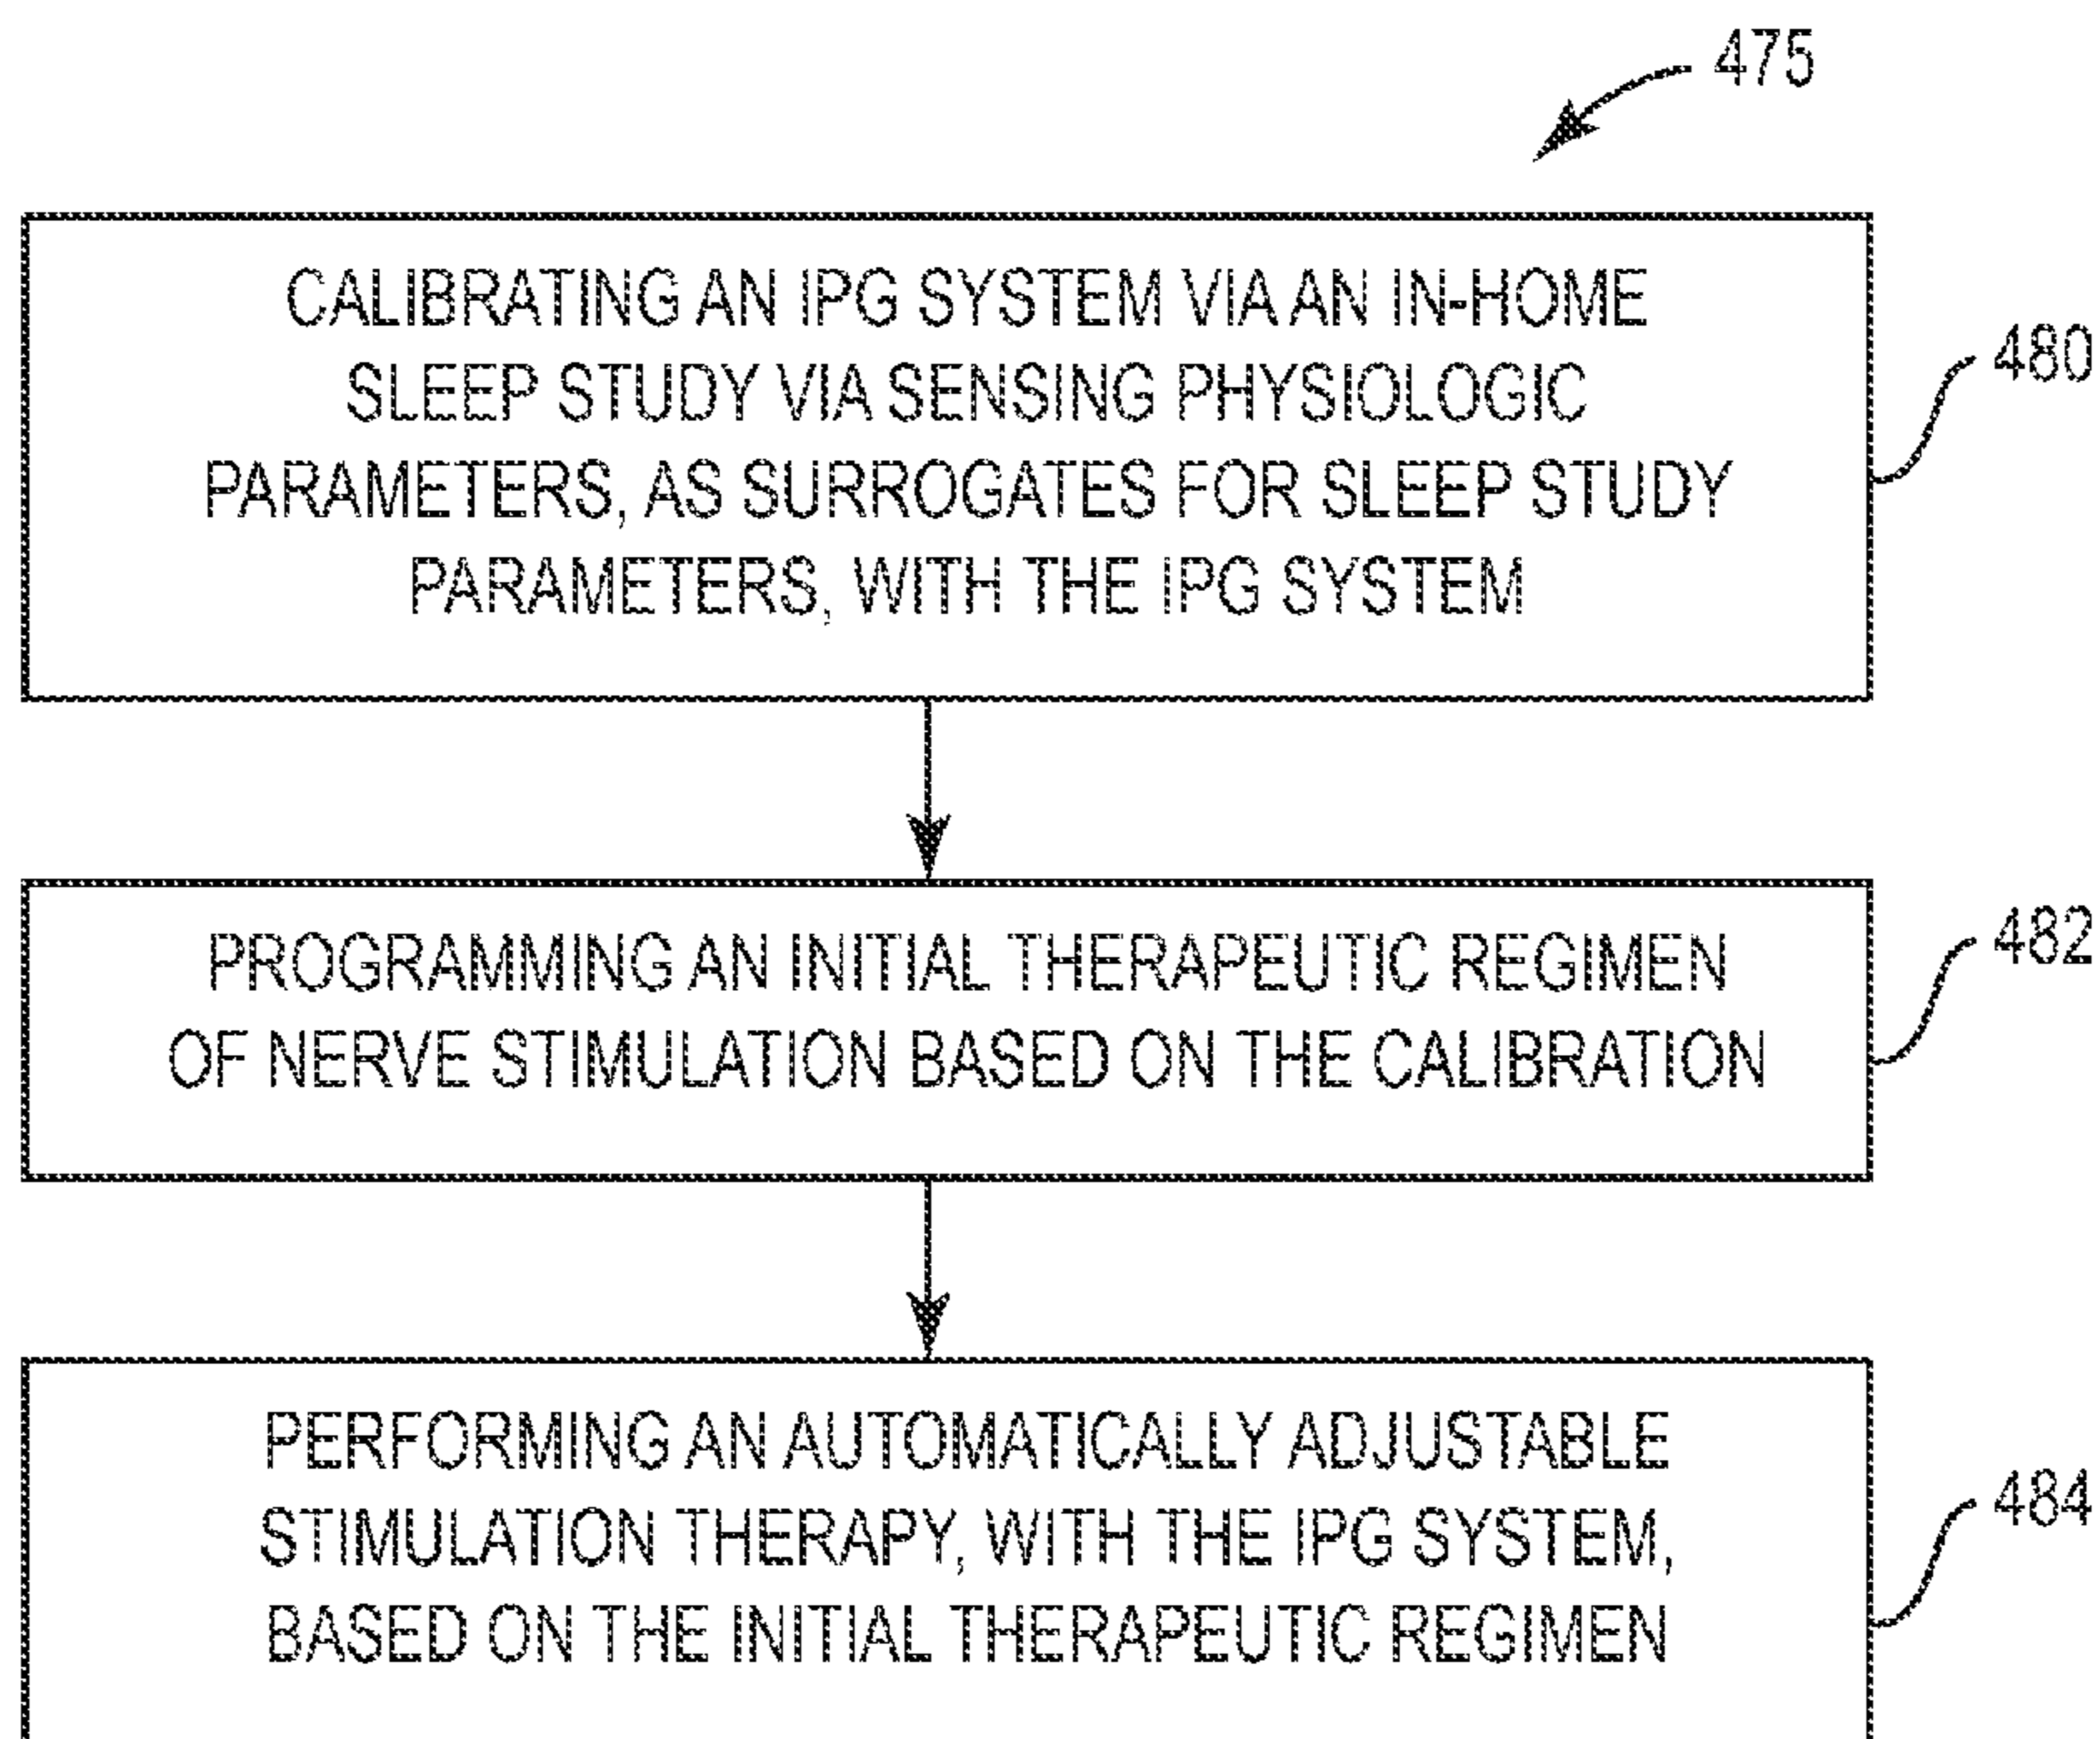 475
CALIBRATING AN IPG SYSTEM VIA AN IN-HOME
SLEEP STUDY VIA SENSING PHYSIOLOGIC
PARAMETERS, AS SURROGATES FOR SLEEP STUDY
PARAMETERS, WITH THE IPG SYSTEM
480
PROGRAMMING AN INITIAL THERAPEUTIC REGIMEN
OF NERVE STIMULATION BASED ON THE CALIBRATION
482
PERFORMING AN AUTOMATICALLY ADJUSTABLE
STIMULATION THERAPY, WITH THE IPG SYSTEM,
BASED ON THE INITIAL THERAPEUTIC REGIMEN
484